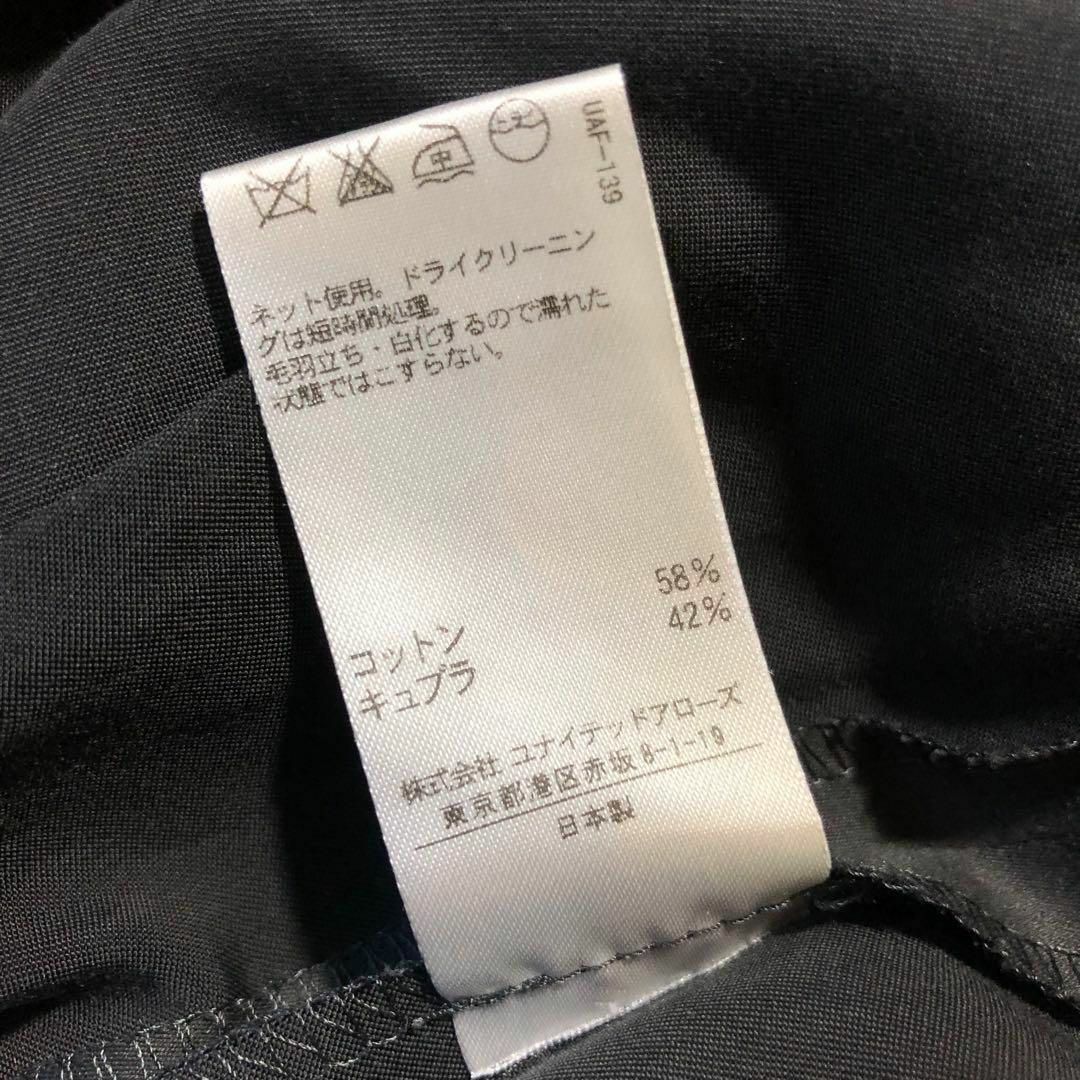 UAF-139
中
ネット使用。ドライクリーニン
グは短時間処理。
毛羽立ち・白化するので濡れた
状態ではこすらない。
58%
42%
コットン
キュプラ
株式会社 ユナイテッドアローズ
東京都港区赤坂8-1-19
日本製